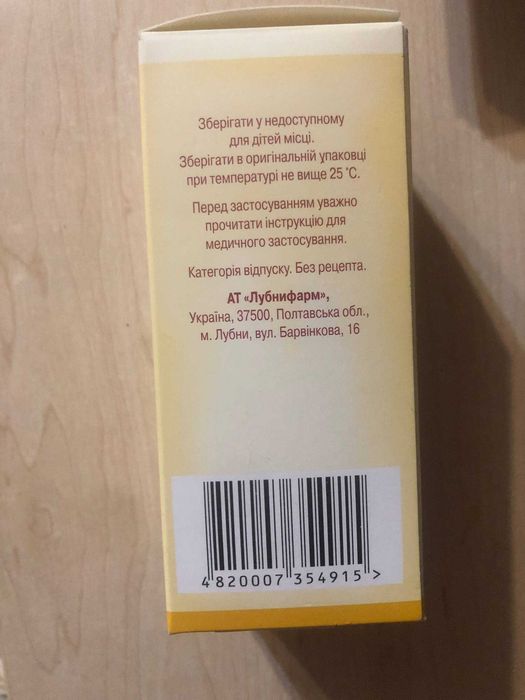 Зберігати у недоступному
для дітей місці.
Зберігати в оригінальній упаковці
при температурі не вище 25 °С.
Перед застосуванням уважно
прочитати інструкцію для
медичного застосування.
Категорія відпуску. Без рецепта.
АТ «Лубнифарм»,
Україна, 37500, Полтавська обл.,
м. Лубни, вул. Барвінкова, 16
4 820007 354915 >